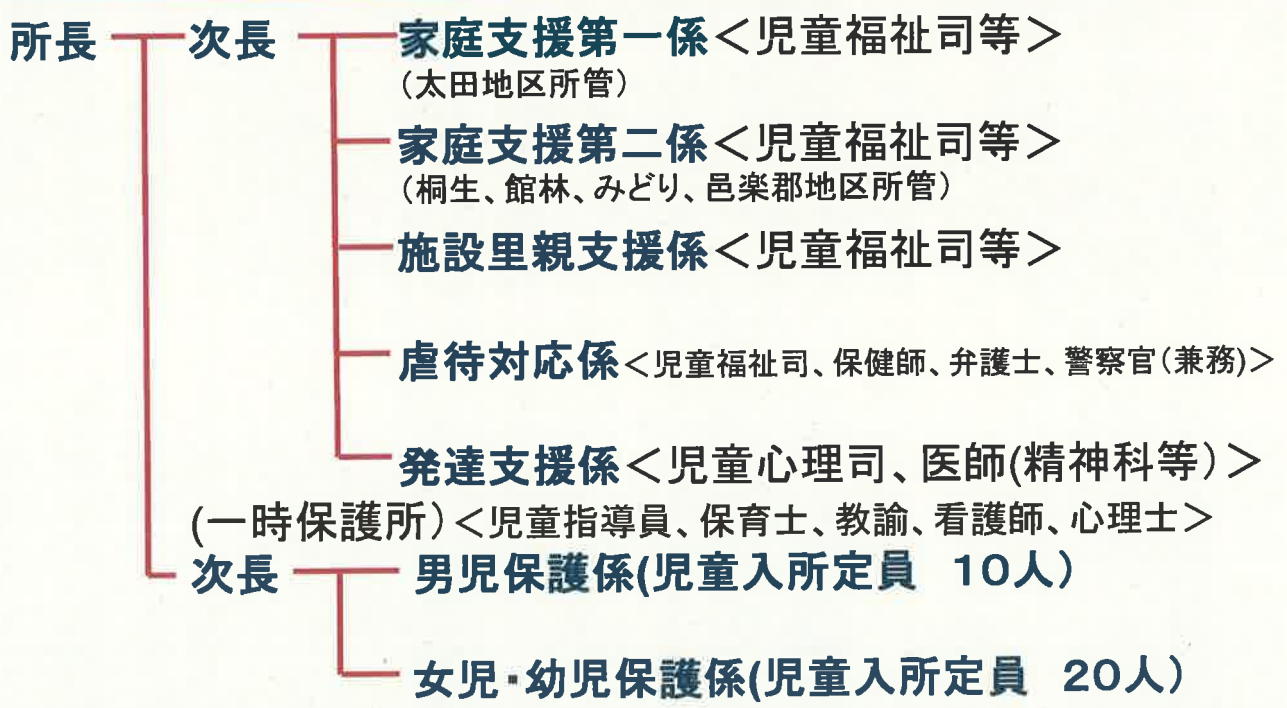 所長 次長 家庭支援第一係＜児童福祉司等＞
(太田地区所管)
家庭支援第二係＜児童福祉司等＞
(桐生、館林、みどり、邑楽郡地区所管)
施設里親支援係＜児童福祉司等＞
虐待対応係＜児童福祉司、保健師、弁護士、警察官(兼務)＞
発達支援係＜児童心理司、医師(精神科等)＞
(一時保護所)＜児童指導員、保育士、教諭、看護師、心理士＞
次長 男児保護係(児童入所定員　10人)
女児・幼児保護係(児童入所定員　20人)